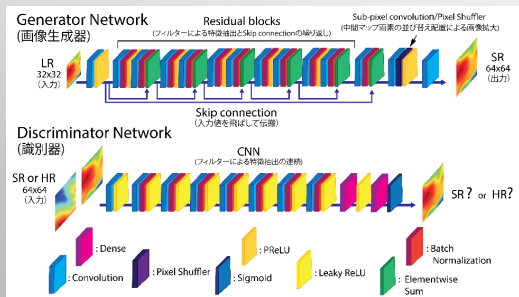 Generator Network
(画像生成器)
Residual blocks
(フィルターによる特徴抽出とSkip connectionの繰り返し)
Sub-pixel convolution/Pixel Shuffler
(中間マップ画素の並び替え配置による画像拡大)
LR
32x32
(入力)
SR
64x64
(出力)
Skip connection
(入力値を飛ばして伝搬)
Discriminator Network
(識別器)
CNN
(フィルターによる特徴抽出の連続)
SR or HR
64x64
(入力)
SR? or HR?
: Dense
: PReLU
: Batch
Normalization
: Convolution
: Pixel Shuffler
: Sigmoid
: Leaky ReLU
: Elementwise
Sum